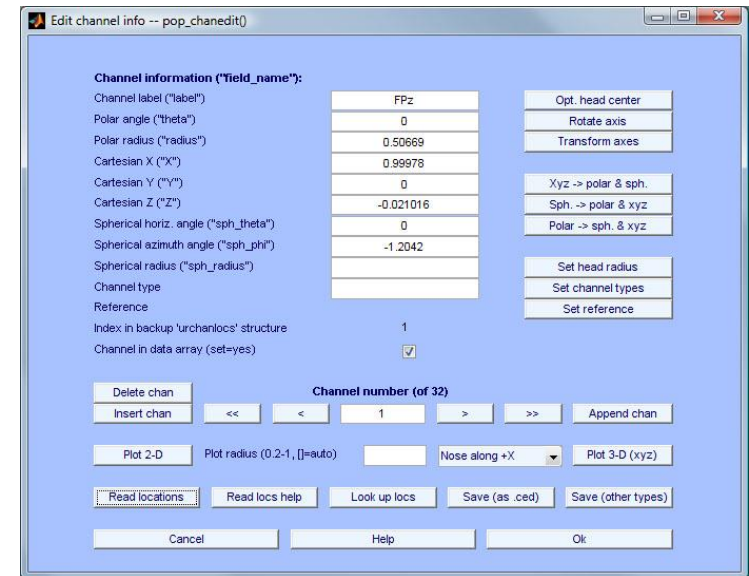 Edit channel info -- pop_chanedit()
Channel information ("field_name"):
Channel label ("label") FPz Opt. head center
Polar angle ("theta") 0 Rotate axis
Polar radius ("radius") 0.50669 Transform axes
Cartesian X ("X") 0.99978
Cartesian Y ("Y") 0 Xyz -> polar & sph.
Cartesian Z ("Z") -0.021016 Sph. -> polar & xyz
Spherical horiz. angle ("sph_theta") 0 Polar -> sph. & xyz
Spherical azimuth angle ("sph_phi") -1.2042
Spherical radius ("sph_radius") Set head radius
Channel type Set channel types
Reference Set reference
Index in backup 'urchanlocs' structure 1
Channel in data array (set=yes)
Delete chan Channel number (of 32)
Insert chan << < 1 > >> Append chan
Plot 2-D Plot radius (0.2-1, []=auto) Nose along +X Plot 3-D (xyz)
Read locations Read locs help Look up locs Save (as .ced) Save (other types)
Cancel Help Ok